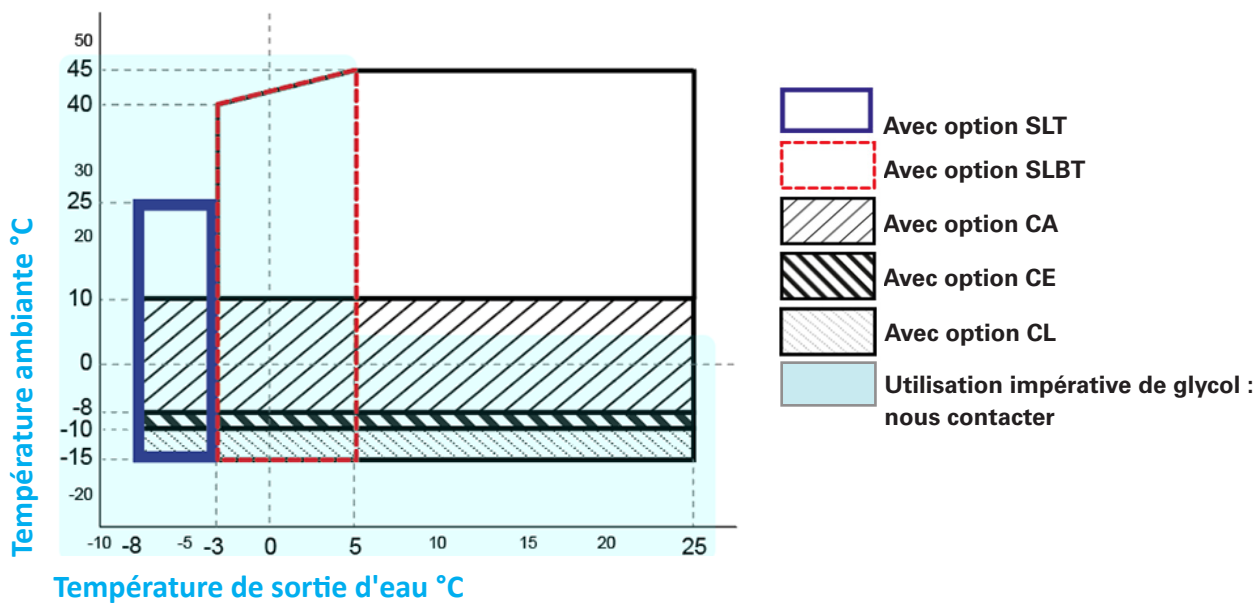 50
45
40
30
25
20
10
0
-8
-10
-15
-20
-10 -8 -5 -3 0 5 10 15 20 25
Température ambiante °C
Température de sortie d'eau °C
Avec option SLT
Avec option SLBT
Avec option CA
Avec option CE
Avec option CL
Utilisation impérative de glycol :
nous contacter